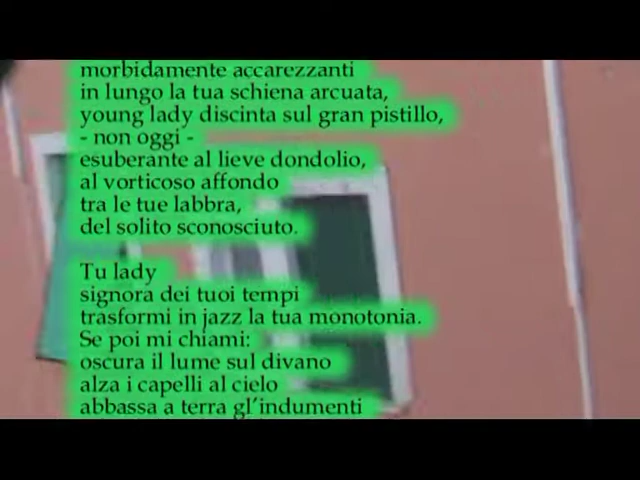 morbidamente accarezzanti
in lungo la tua schiena arcuata,
young lady discinta sul gran pistillo,
- non oggi -
esuberante al lieve dondolio,
al vorticoso affondo
tra le tue labbra,
del solito sconosciuto.
Tu lady
signora dei tuoi tempi
trasformi in jazz la tua monotonia.
Se poi mi chiami:
oscura il lume sul divano
alza i capelli al cielo
abbassa a terra gl'indumenti